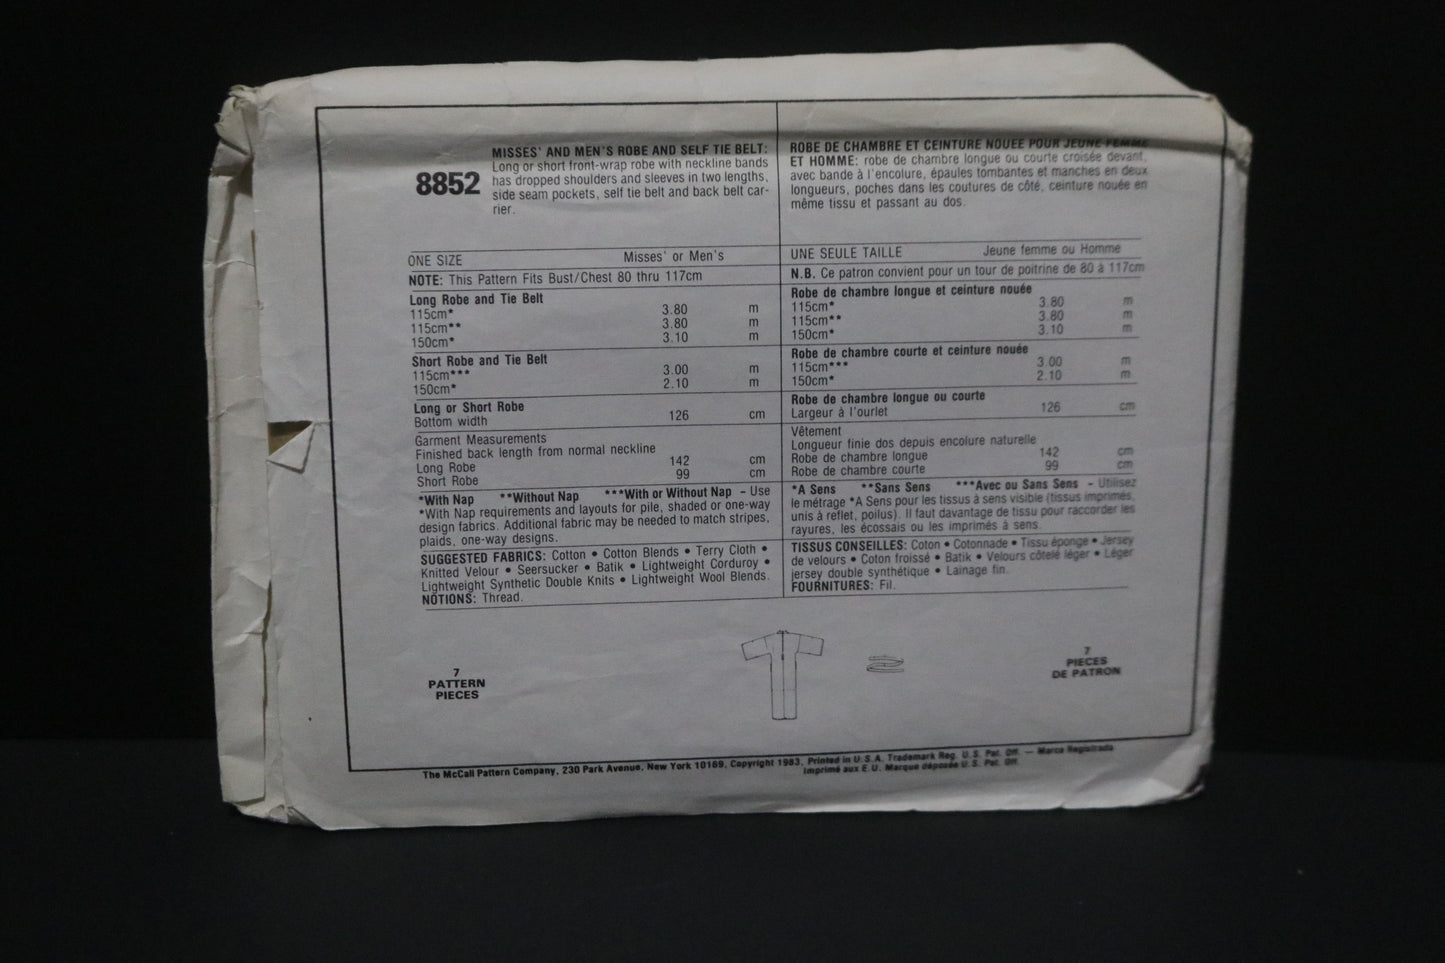 8852
MISSES' AND MEN'S ROBE AND SELF TIE BELT:
Long or short front-wrap robe with neckline bands
has dropped shoulders and sleeves in two lengths,
side seam pockets, self tie belt and back belt car-
rier.
ONE SIZE Misses' or Men's
NOTE: This Pattern Fits Bust/Chest 80 thru 117cm
Long Robe and Tie Belt
115cm* 3.80 m
115cm** 3.80 m
150cm* 3.10 m
Short Robe and Tie Belt
115cm*** 3.00 m
150cm* 2.10 m
Long or Short Robe
Bottom width 126 cm
Garment Measurements
Finished back length from normal neckline
Long Robe 142 cm
Short Robe 99 cm
*With Nap **Without Nap ***With or Without Nap – Use
*With Nap requirements and layouts for pile, shaded or one-way
design fabrics. Additional fabric may be needed to match stripes,
plaids, one-way designs.
SUGGESTED FABRICS: Cotton • Cotton Blends • Terry Cloth •
Knitted Velour • Seersucker • Batik • Lightweight Corduroy •
Lightweight Synthetic Double Knits • Lightweight Wool Blends.
NOTIONS: Thread.
7
PATTERN
PIECES
ROBE DE CHAMBRE ET CEINTURE NOUÉE POUR JEUNE FEMME
ET HOMME: robe de chambre longue ou courte croisée devant,
avec bande à l'encolure, épaules tombantes et manches en deux
longueurs, poches dans les coutures de côté, ceinture nouée en
même tissu et passant au dos.
UNE SEULE TAILLE Jeune femme ou Homme
N.B. Ce patron convient pour un tour de poitrine de 80 à 117cm
Robe de chambre longue et ceinture nouée
115cm* 3.80 m
115cm** 3.80 m
150cm* 3.10 m
Robe de chambre courte et ceinture nouée
115cm*** 3.00 m
150cm* 2.10 m
Robe de chambre longue ou courte
Largeur à l'ourlet 126 cm
Vêtement
Longueur finie dos depuis encolure naturelle
Robe de chambre longue 142 cm
Robe de chambre courte 99 cm
*A Sens **Sans Sens ***Avec ou Sans Sens – Utilisez
le métrage *A Sens pour les tissus à sens visible (tissus imprimés,
unis à reflet, poilus). Il faut davantage de tissu pour raccorder les
rayures, les écossais ou les imprimés à sens.
TISSUS CONSEILLES: Coton • Cotonnade • Tissu éponge • Jersey
de velours • Coton froissé • Batik • Velours côtelé léger • Léger
jersey double synthétique • Lainage fin.
FOURNITURES: Fil.
7
PIECES
DE PATRON
The McCall Pattern Company, 230 Park Avenue, New York 10169, Copyright 1983, Printed in U.S.A. Trademark Reg. U.S. Pat. Off. — Marca Registrada
Imprimé aux E.U. Marque déposée U.S. Pat. Off.